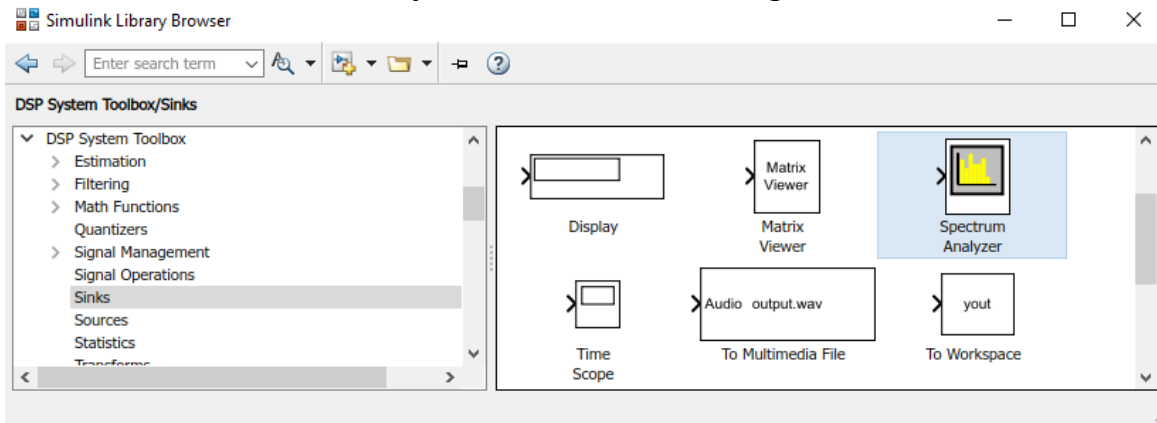 Simulink Library Browser
Enter search term
DSP System Toolbox/Sinks
DSP System Toolbox
Estimation
Filtering
Math Functions
Quantizers
Signal Management
Signal Operations
Sinks
Sources
Statistics
Transforms
Display
Matrix
Viewer
Matrix
Viewer
Spectrum
Analyzer
Time
Scope
Audio output.wav
To Multimedia File
yout
To Workspace